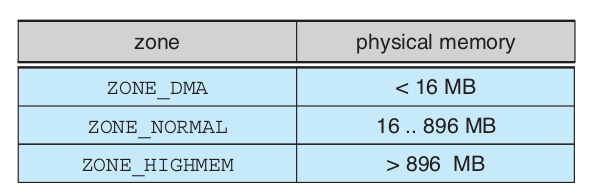 zone physical memory
ZONE_DMA < 16 MB
ZONE_NORMAL 16 .. 896 MB
ZONE_HIGHMEM > 896 MB